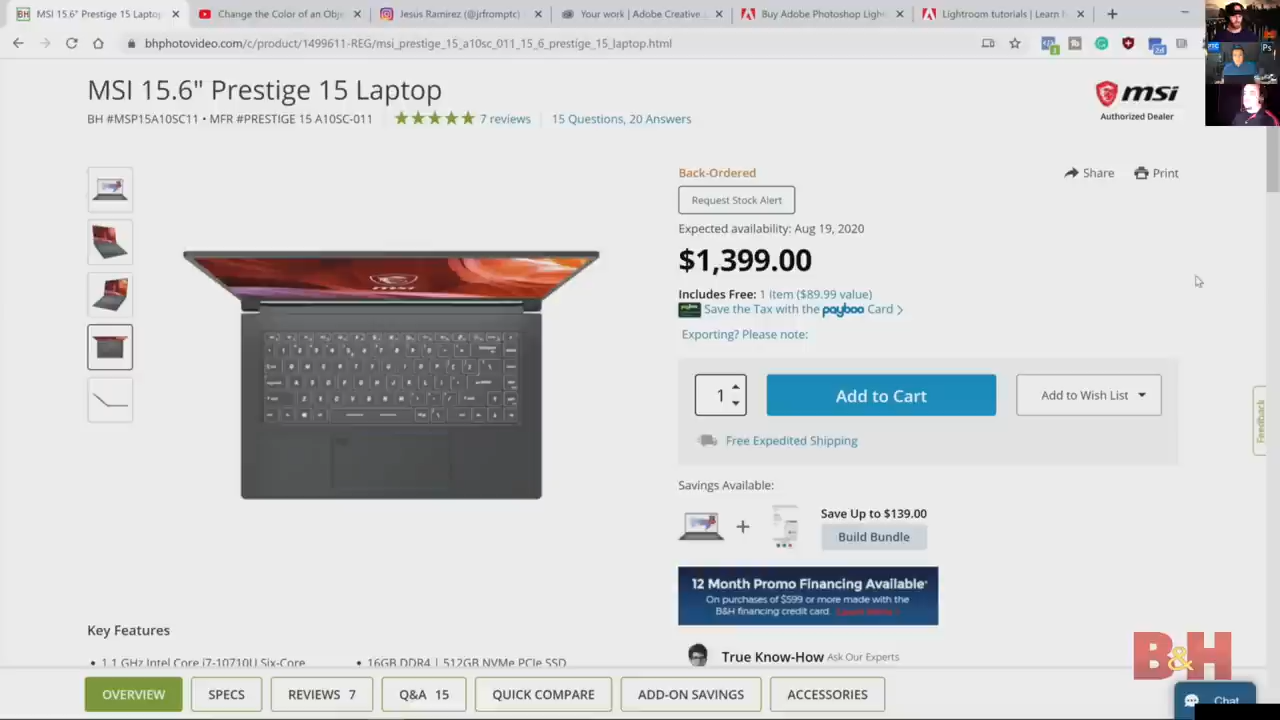 MSI 15.6" Prestige 15 Lapto
Change the Color of an Obj
Jesús Ramirez (@jrfromptc)
Your work | Adobe Creative
Buy Adobe Photoshop Ligh
Lightroom tutorials | Learn
bhphotovideo.com/c/product/1499611-REG/msi_prestige_15_a10sc_011_15_6_prestige_15_laptop.html
PTC
Ps
MSI 15.6" Prestige 15 Laptop
BH #MSP15A10SC11 • MFR #PRESTIGE 15 A10SC-011
7 reviews
15 Questions, 20 Answers
msi
Authorized Dealer
Back-Ordered
Share
Print
Request Stock Alert
Expected availability: Aug 19, 2020
$1,399.00
Includes Free: 1 item ($89.99 value)
Save the Tax with the payboo Card
Exporting? Please note:
1
Add to Cart
Add to Wish List
Free Expedited Shipping
Feedback
Savings Available:
Save Up to $139.00
Build Bundle
12 Month Promo Financing Available*
On purchases of $599 or more made with the
B&H financing credit card. Learn More
Key Features
True Know-How Ask Our Experts
• 1.1 GHz Intel Core i7-10710U Six-Core
• 16GB DDR4 | 512GB NVMe PCIe SSD
B&H
OVERVIEW
SPECS
REVIEWS 7
Q&A 15
QUICK COMPARE
ADD-ON SAVINGS
ACCESSORIES
Chat